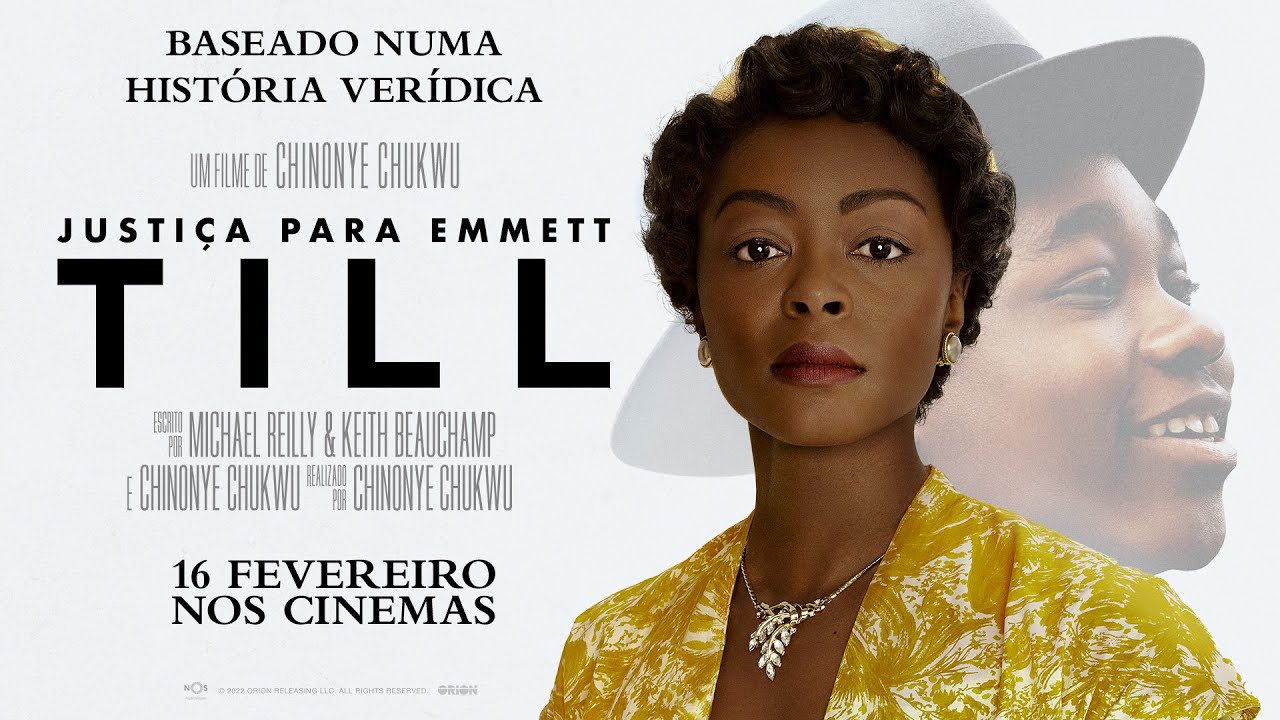 BASEADO NUMA
HISTÓRIA VERÍDICA
UM FILME DE CHINONYE CHUKWU
JUSTIÇA PARA EMMETT
TILL
ESCRITO POR MICHAEL REILLY & KEITH BEAUCHAMP
E CHINONYE CHUKWU REALIZADO POR CHINONYE CHUKWU
16 FEVEREIRO
NOS CINEMAS
NOS
© 2022 ORION RELEASING LLC. ALL RIGHTS RESERVED. ORION